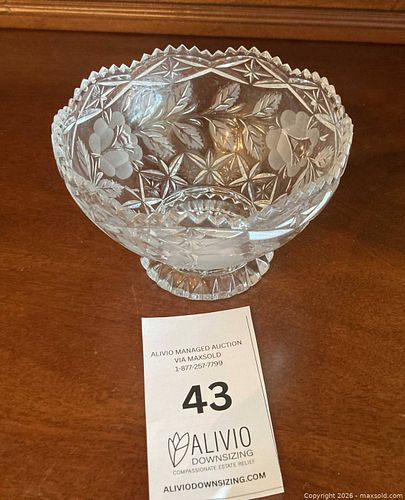 ALIVIO MANAGED AUCTION
VIA MAXSOLD
1-877-257-7799
43
ALIVIO
DOWNSIZING
COMPASSIONATE ESTATE RELIEF
ALIVIODOWNSIZING.COM
Copyright 2026 - maxsold.com